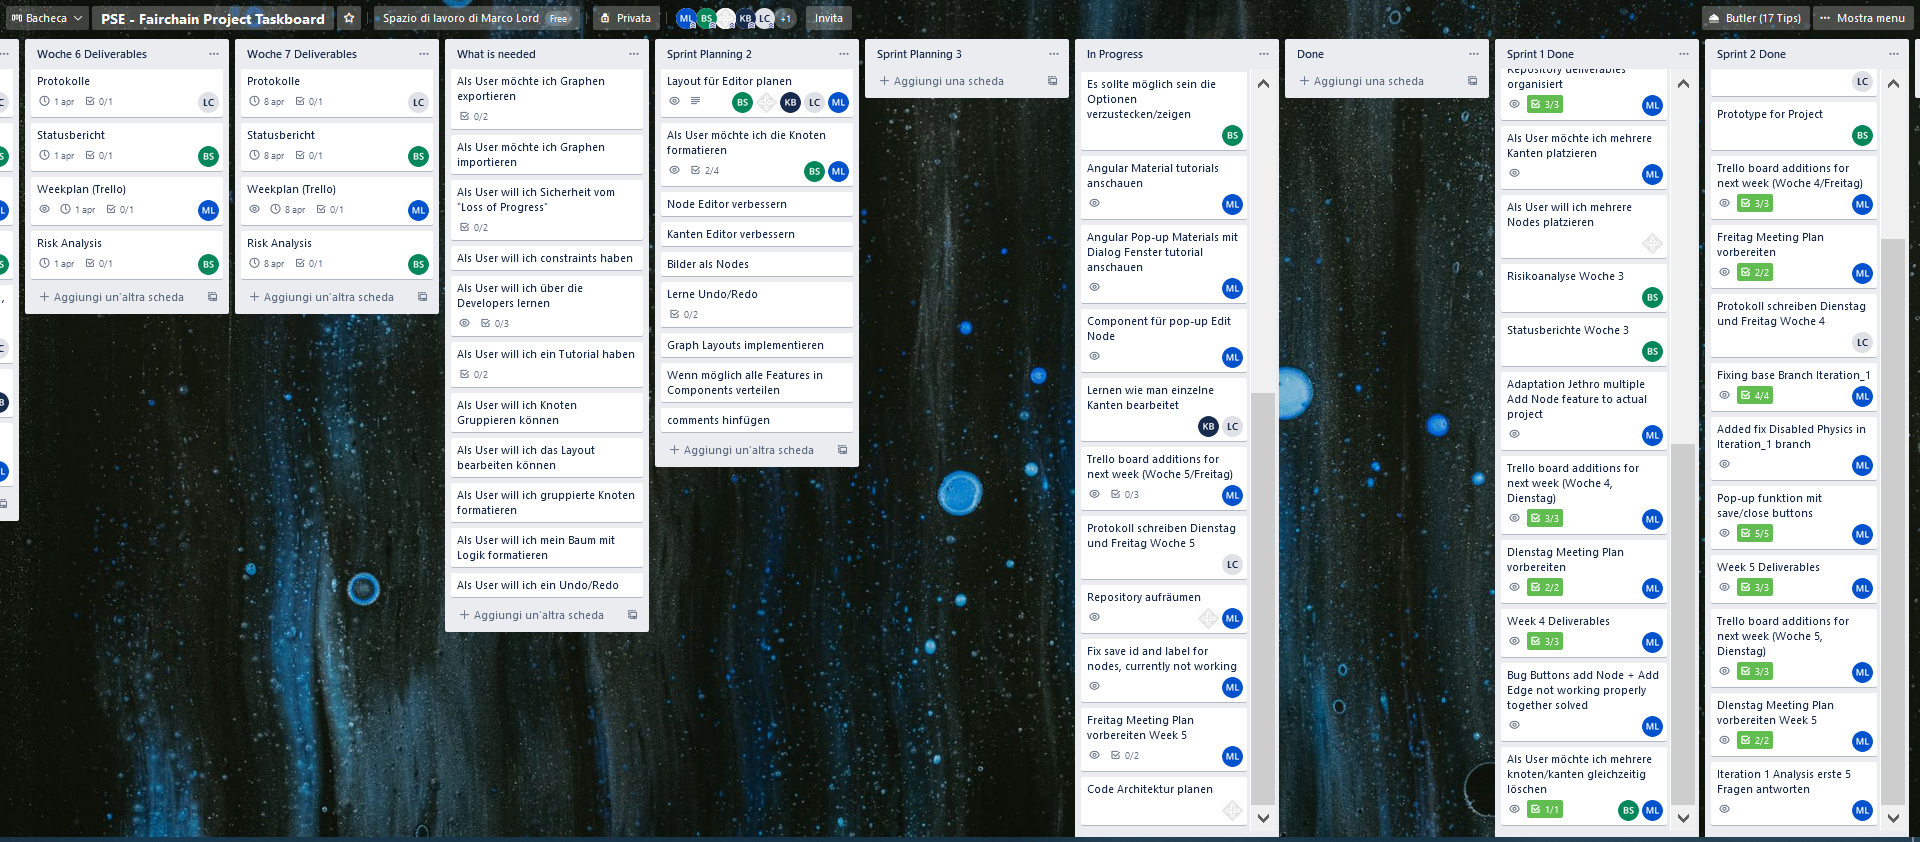 Bacheca
PSE - Fairchain Project Taskboard
Spazio di lavoro di Marco Lord Free
Privata
ML BS KB LC +1
Invita
Butler (17 Tips)
Mostra menu
C
BS
ML
BS
,
C
KB
ML
Woche 6 Deliverables
Protokolle
1 apr 0/1 LC
Statusbericht
1 apr 0/1 BS
Weekplan (Trello)
1 apr 0/1 ML
Risk Analysis
1 apr 0/1 BS
Aggiungi un'altra scheda
Woche 7 Deliverables
Protokolle
8 apr 0/1 LC
Statusbericht
8 apr 0/1 BS
Weekplan (Trello)
8 apr 0/1 ML
Risk Analysis
8 apr 0/1 BS
Aggiungi un'altra scheda
What is needed
Als User möchte ich Graphen
exportieren
0/2
Als User möchte ich Graphen
importieren
Als User will ich Sicherheit vom
"Loss of Progress"
0/2
Als User will ich constraints haben
Als User will ich über die
Developers lernen
0/3
Als User will ich ein Tutorial haben
0/2
Als User will ich Knoten
Gruppieren können
Als User will ich das Layout
bearbeiten können
Als User will ich gruppierte Knoten
formatieren
Als User will ich mein Baum mit
Logik formatieren
Als User will ich ein Undo/Redo
Aggiungi un'altra scheda
Sprint Planning 2
Layout für Editor planen
BS KB LC ML
Als User möchte ich die Knoten
formatieren
2/4 BS ML
Node Editor verbessern
Kanten Editor verbessern
Bilder als Nodes
Lerne Undo/Redo
0/2
Graph Layouts implementieren
Wenn möglich alle Features in
Components verteilen
comments hinfügen
Aggiungi un'altra scheda
Sprint Planning 3
Aggiungi una scheda
In Progress
Es sollte möglich sein die
Optionen
verzustecken/zeigen
BS
Angular Material tutorials
anschauen
ML
Angular Pop-up Materials mit
Dialog Fenster tutorial
anschauen
ML
Component für pop-up Edit
Node
ML
Lernen wie man einzelne
Kanten bearbeitet
KB LC
Trello board additions for
next week (Woche 5/Freitag)
0/3 ML
Protokoll schreiben Dienstag
und Freitag Woche 5
LC
Repository aufräumen
ML
Fix save id and label for
nodes, currently not working
ML
Freitag Meeting Plan
vorbereiten Week 5
0/2 ML
Code Architektur planen
Done
Aggiungi una scheda
Sprint 1 Done
Repository deliverables
organisiert
3/3 ML
Als User möchte ich mehrere
Kanten platzieren
ML
Als User will ich mehrere
Nodes platzieren
Risikoanalyse Woche 3
BS
Statusberichte Woche 3
BS
Adaptation Jethro multiple
Add Node feature to actual
project
ML
Trello board additions for
next week (Woche 4,
Dienstag)
3/3 ML
DIenstag Meeting Plan
vorbereiten
2/2 ML
Week 4 Deliverables
3/3 ML
Bug Buttons add Node + Add
Edge not working properly
together solved
ML
Als User möchte ich mehrere
knoten/kanten gleichzeitig
löschen
1/1 BS ML
Sprint 2 Done
LC
Prototype for Project
BS
Trello board additions for
next week (Woche 4/Freitag)
3/3 ML
Freitag Meeting Plan
vorbereiten
2/2 ML
Protokoll schreiben Dienstag
und Freitag Woche 4
LC
Fixing base Branch Iteration_1
4/4 ML
Added fix Disabled Physics in
Iteration_1 branch
ML
Pop-up funktion mit
save/close buttons
5/5 ML
Week 5 Deliverables
3/3 ML
Trello board additions for
next week (Woche 5,
Dienstag)
3/3 ML
DIenstag Meeting Plan
vorbereiten Week 5
2/2 ML
Iteration 1 Analysis erste 5
Fragen antworten
ML